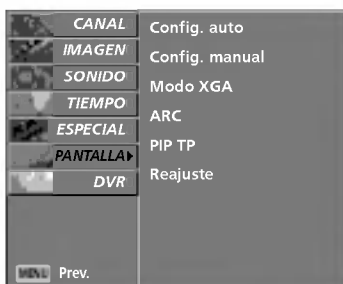 CANAL
IMAGEN
SONIDO
TIEMPO
ESPECIAL
PANTALLA
DVR
Config. auto
Config. manual
Modo XGA
ARC
PIP TP
Reajuste
MENU Prev.